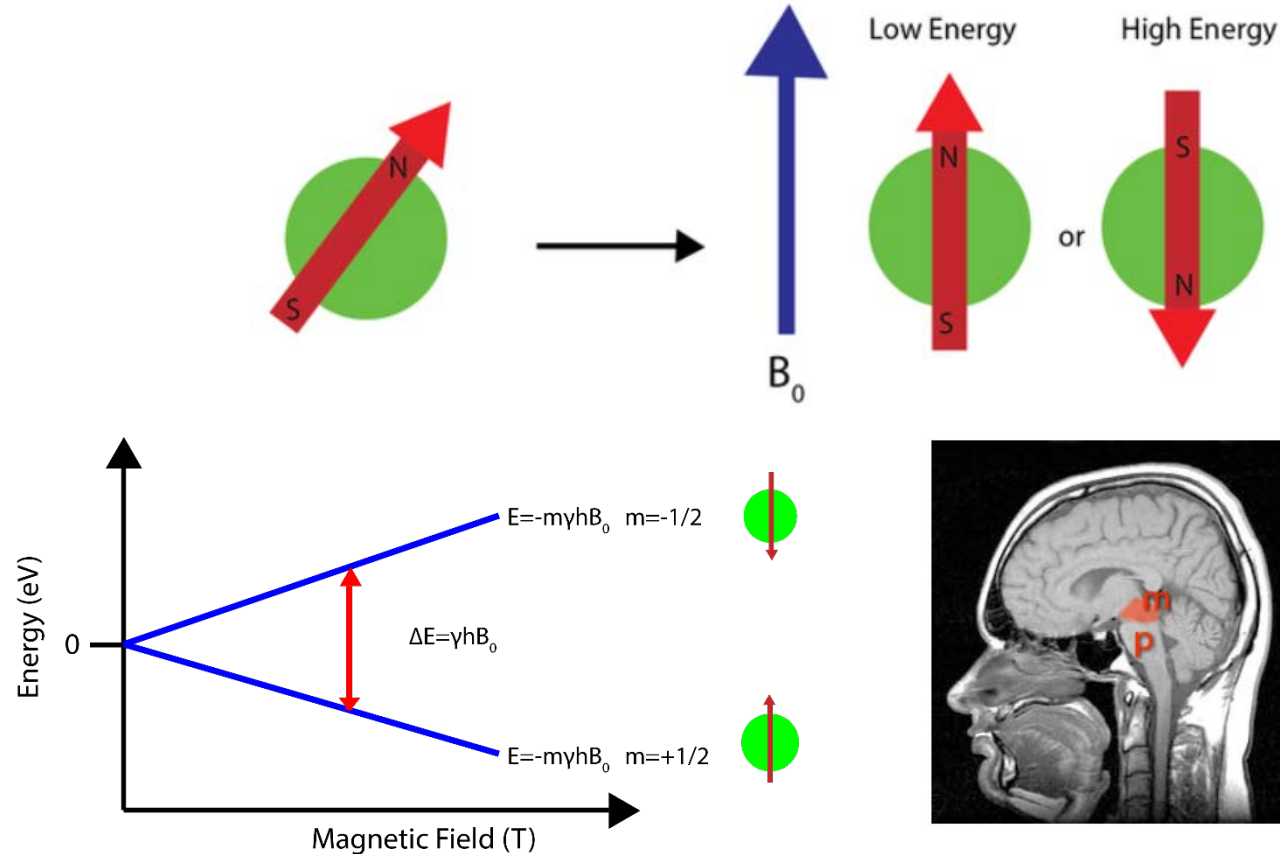 Low Energy
High Energy
N
S
N
S
or
S
N
B₀
Energy (eV)
0
E=-mγhB₀ m=-1/2
ΔE=γhB₀
E=-mγhB₀ m=+1/2
Magnetic Field (T)
m
p